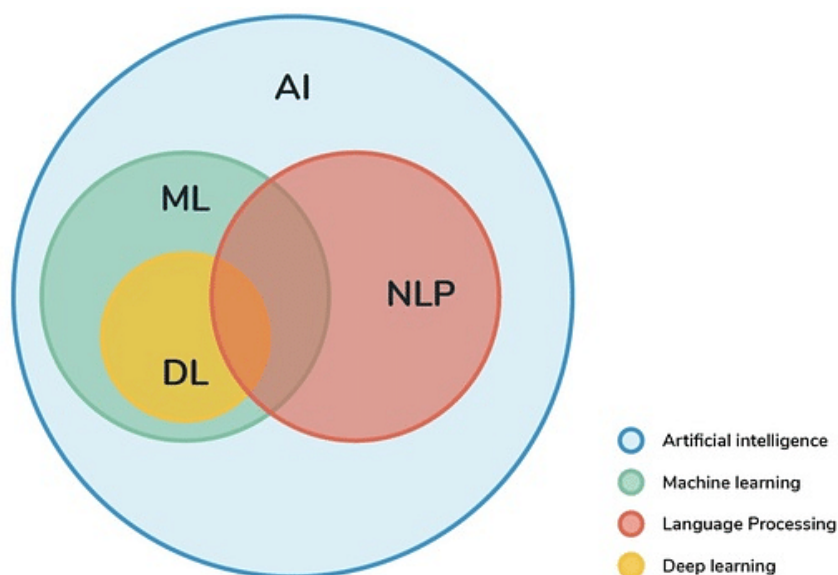 AI
ML
NLP
DL
Artificial intelligence
Machine learning
Language Processing
Deep learning